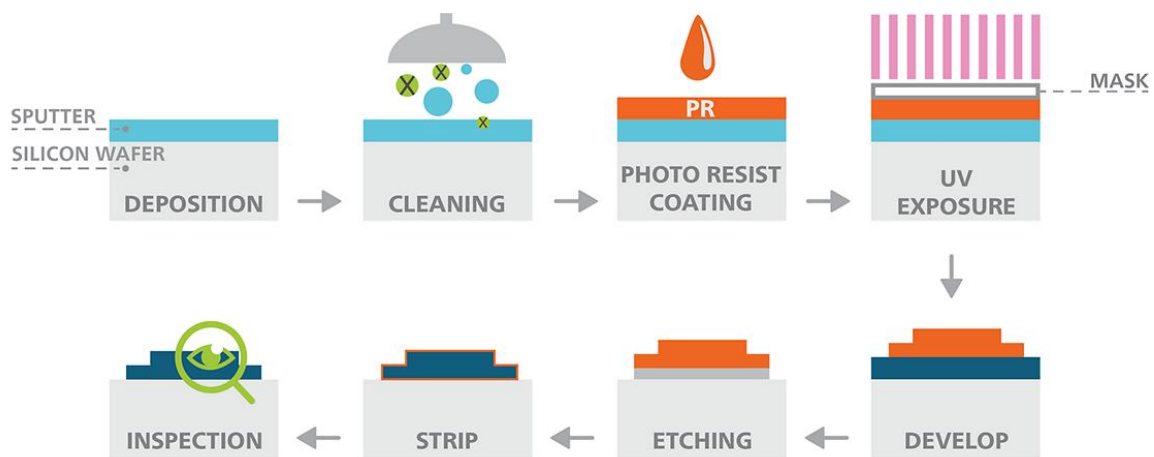 SPUTTER
SILICON WAFER
DEPOSITION
CLEANING
PR
PHOTO RESIST
COATING
MASK
UV
EXPOSURE
INSPECTION
STRIP
ETCHING
DEVELOP